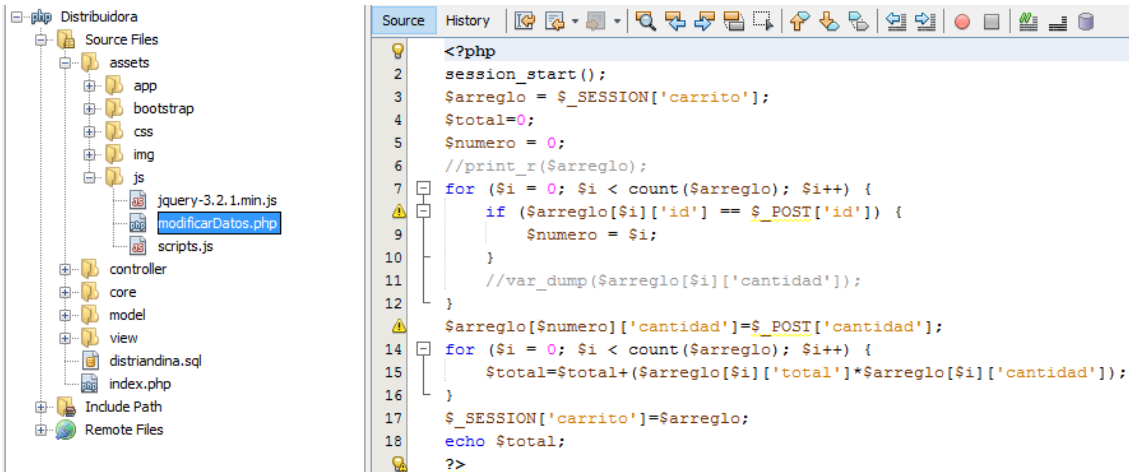 Distribuidora
Source Files
assets
app
bootstrap
css
img
js
jquery-3.2.1.min.js
modificarDatos.php
scripts.js
controller
core
model
view
distriandina.sql
index.php
Include Path
Remote Files
Source History
<?php
2 session_start();
3 $arreglo = $_SESSION['carrito'];
4 $total=0;
5 $numero = 0;
6 //print_r($arreglo);
7 for ($i = 0; $i < count($arreglo); $i++) {
if ($arreglo[$i]['id'] == $_POST['id']) {
9 $numero = $i;
10 }
11 //var_dump($arreglo[$i]['cantidad']);
12 }
$arreglo[$numero]['cantidad']=$_POST['cantidad'];
14 for ($i = 0; $i < count($arreglo); $i++) {
15 $total=$total+($arreglo[$i]['total']*$arreglo[$i]['cantidad']);
16 }
17 $_SESSION['carrito']=$arreglo;
18 echo $total;
?>